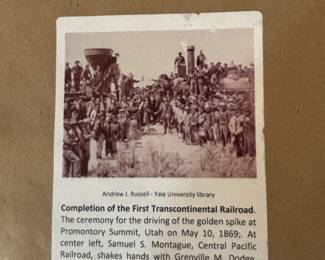 Andrew J. Russell - Yale University library
Completion of the First Transcontinental Railroad.
The ceremony for the driving of the golden spike at
Promontory Summit, Utah on May 10, 1869;. At
center left, Samuel S. Montague, Central Pacific
Railroad, shakes hands with Grenville M. Dodge,